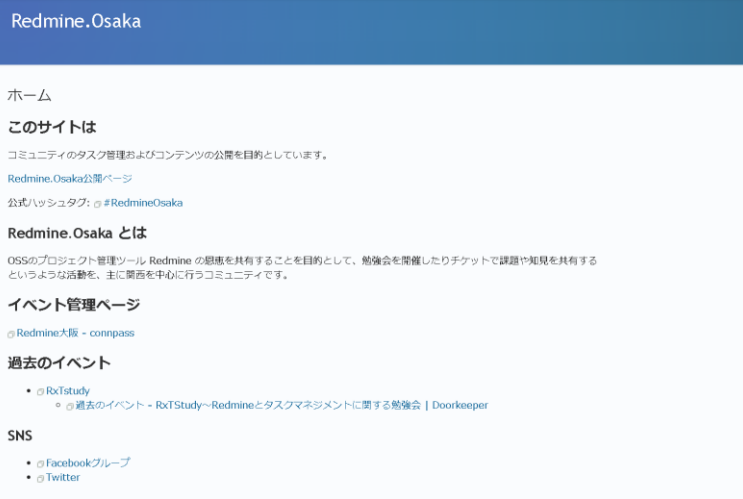 Redmine.Osaka
ホーム
このサイトは
コミュニティのタスク管理およびコンテンツの公開を目的としています。
Redmine.Osaka公開ページ
公式ハッシュタグ: #RedmineOsaka
Redmine.Osaka とは
OSSのプロジェクト管理ツール Redmine の恩恵を共有することを目的として、勉強会を開催したりチケットで課題や知見を共有する
というような活動を、主に関西を中心に行うコミュニティです。
イベント管理ページ
Redmine大阪 - connpass
過去のイベント
RxTstudy
過去のイベント - RxTStudy～Redmineとタスクマネジメントに関する勉強会 | Doorkeeper
SNS
Facebookグループ
Twitter